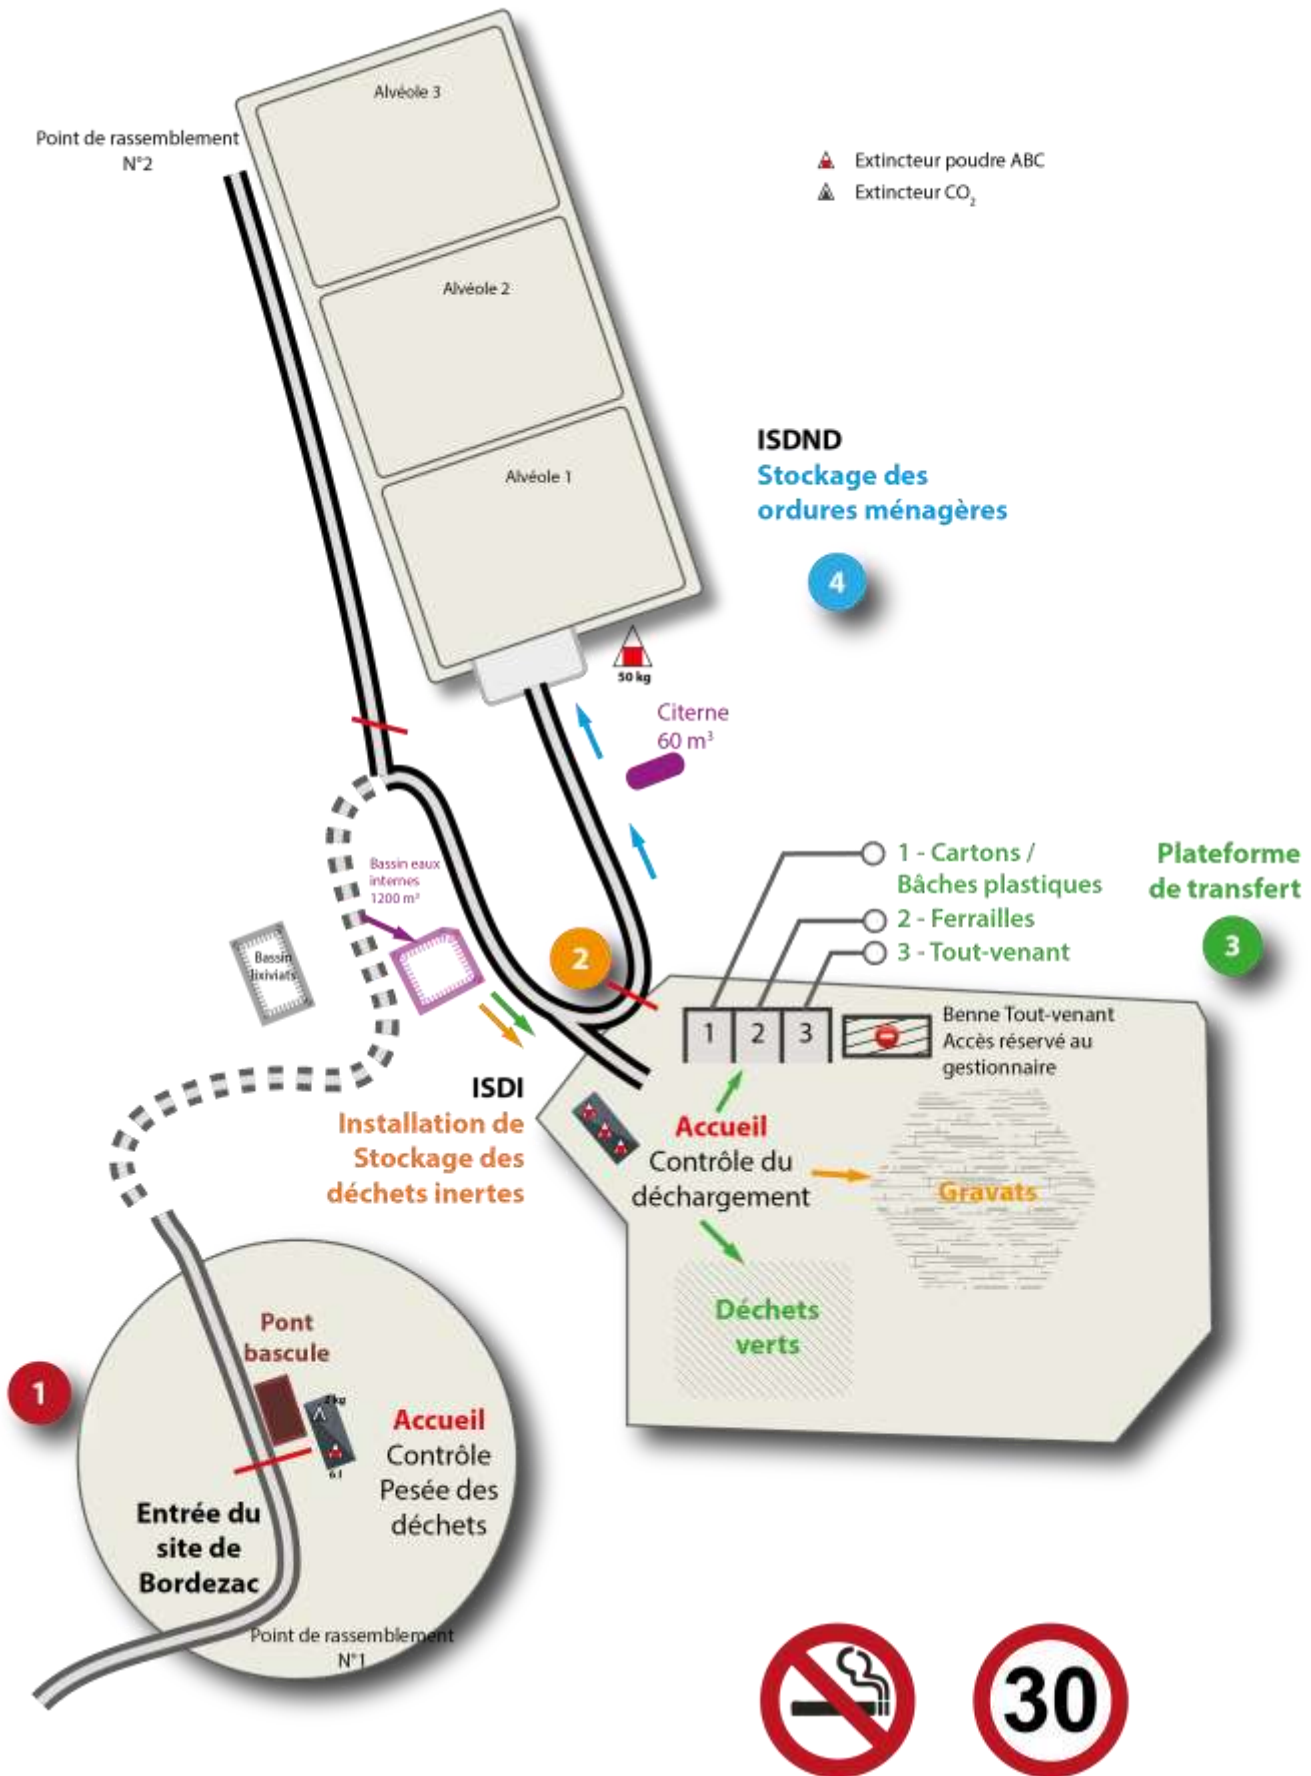 Alvéole 3
Point de rassemblement
N°2
Extincteur poudre ABC
Extincteur CO₂
Alvéole 2
ISDND
Stockage des
ordures ménagères
4
Alvéole 1
50 kg
Citerne
60 m³
Bassin eaux
internes
1200 m³
Bassin
lixiviats
2
1 - Cartons /
Bâches plastiques
2 - Ferrailles
3 - Tout-venant
Plateforme
de transfert
3
1
2
3
Benne Tout-venant
Accès réservé au
gestionnaire
ISDI
Installation de
Stockage des
déchets inertes
Accueil
Contrôle du
déchargement
Gravats
Déchets
verts
1
Pont
bascule
2 kg
6 l
Accueil
Contrôle
Pesée des
déchets
Entrée du
site de
Bordezac
Point de rassemblement
N°1
30